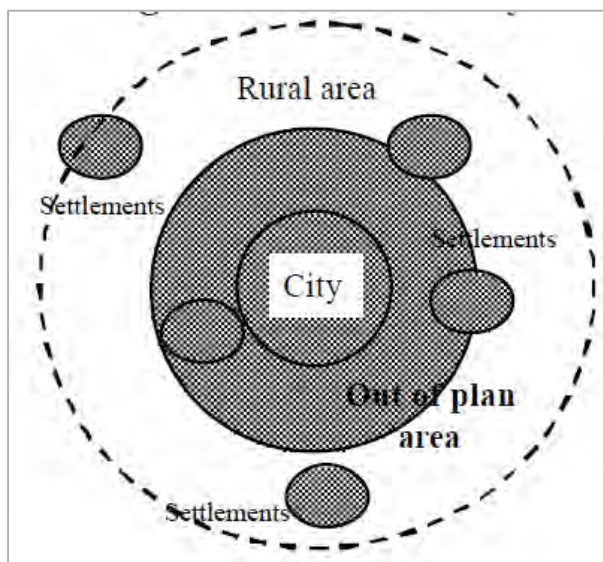 Rural area
Settlements
Settlements
City
Out of plan
area
Settlements